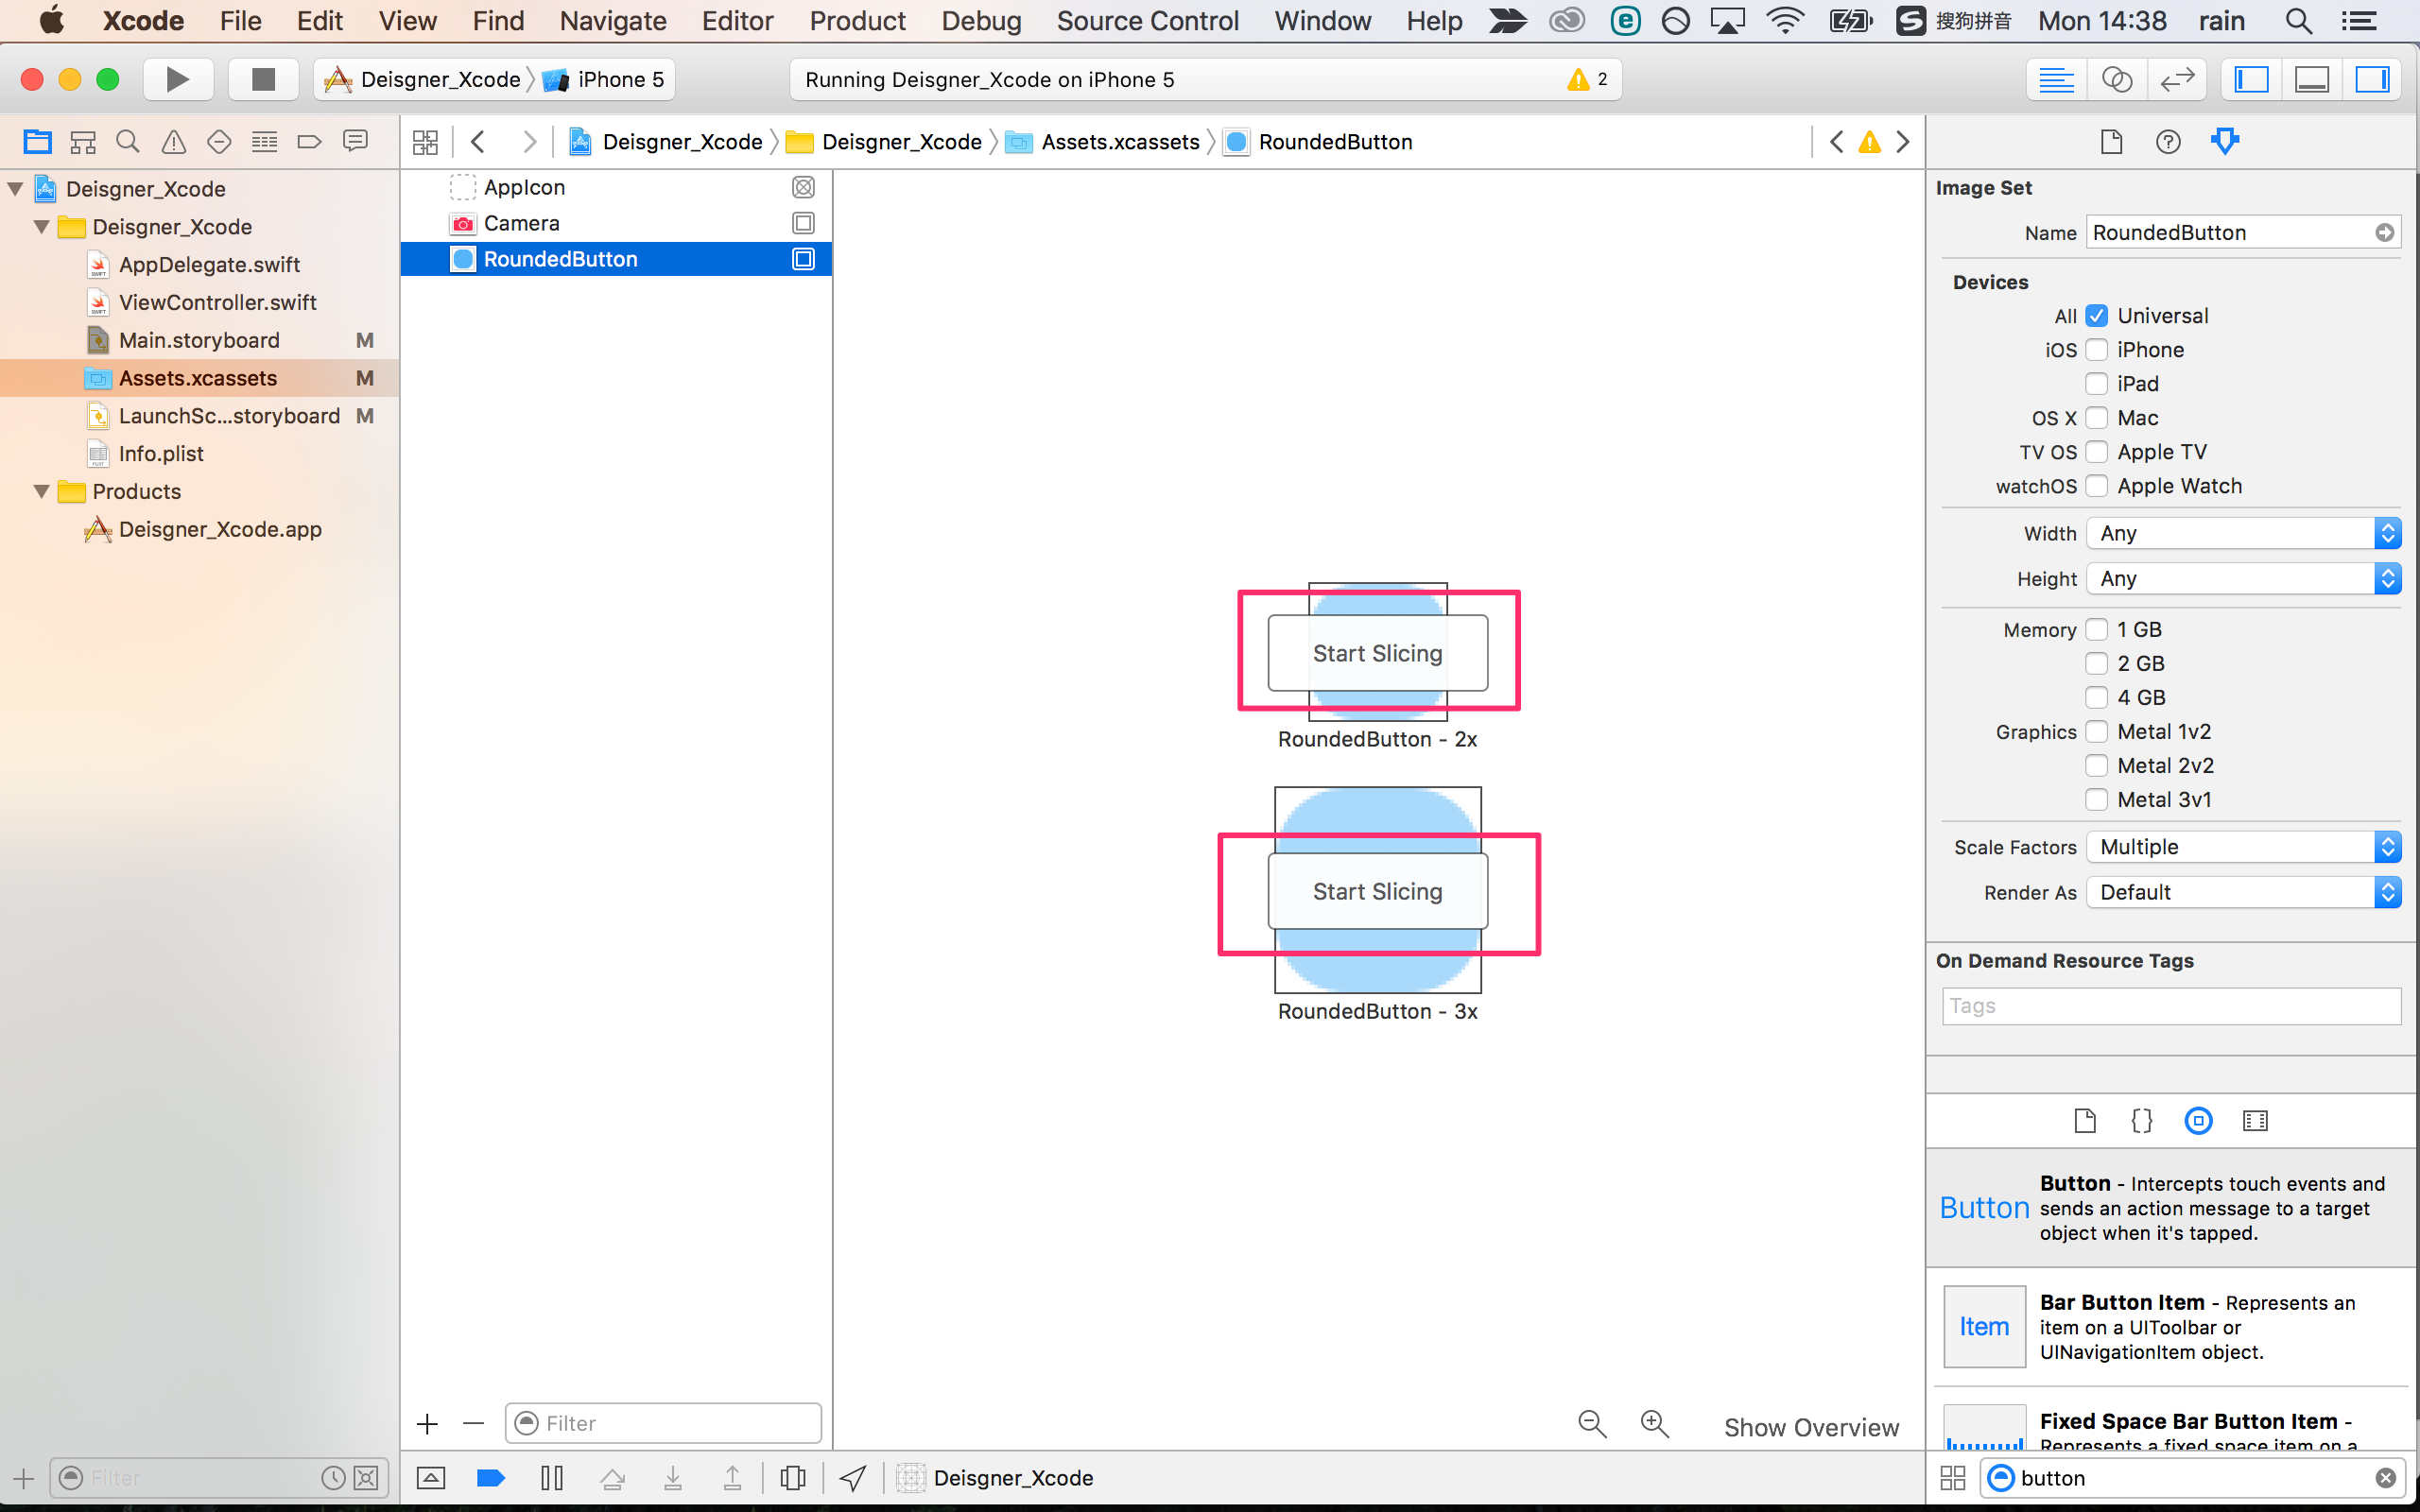 Xcode File Edit View Find Navigate Editor Product Debug Source Control Window Help 搜狗拼音 Mon 14:38 rain
Deisgner_Xcode iPhone 5
Running Deisgner_Xcode on iPhone 5
2
Deisgner_Xcode Deisgner_Xcode Assets.xcassets RoundedButton
Deisgner_Xcode
Deisgner_Xcode
AppDelegate.swift
ViewController.swift
Main.storyboard M
Assets.xcassets M
LaunchSc...storyboard M
Info.plist
Products
Deisgner_Xcode.app
Filter
AppIcon
Camera
RoundedButton
Filter
Start Slicing
RoundedButton - 2x
Start Slicing
RoundedButton - 3x
Show Overview
Deisgner_Xcode
Image Set
Name RoundedButton
Devices
All Universal
iOS iPhone
iPad
OS X Mac
TV OS Apple TV
watchOS Apple Watch
Width Any
Height Any
Memory 1 GB
2 GB
4 GB
Graphics Metal 1v2
Metal 2v2
Metal 3v1
Scale Factors Multiple
Render As Default
On Demand Resource Tags
Tags
Button
Button - Intercepts touch events and
sends an action message to a target
object when it's tapped.
Item
Bar Button Item - Represents an
item on a UIToolbar or
UINavigationItem object.
Fixed Space Bar Button Item -
Represents a fixed space item on a
button